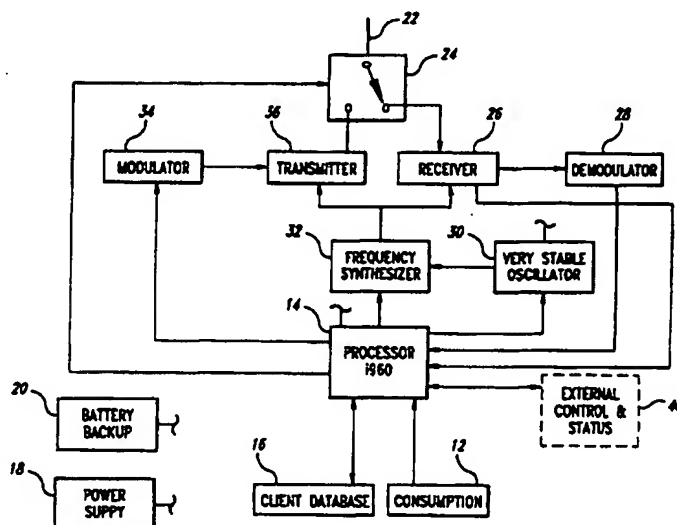 22
24
34
36
26
28
MODULATOR
TRANSMITTER
RECEIVER
DEMODULATOR
32
30
FREQUENCY
SYNTHESIZER
VERY STABLE
OSCILLATOR
14
PROCESSOR
i960
20
BATTERY
BACKUP
EXTERNAL
CONTROL &
STATUS
16
12
18
POWER
SUPPY
CLIENT DATABASE
CONSUMPTION